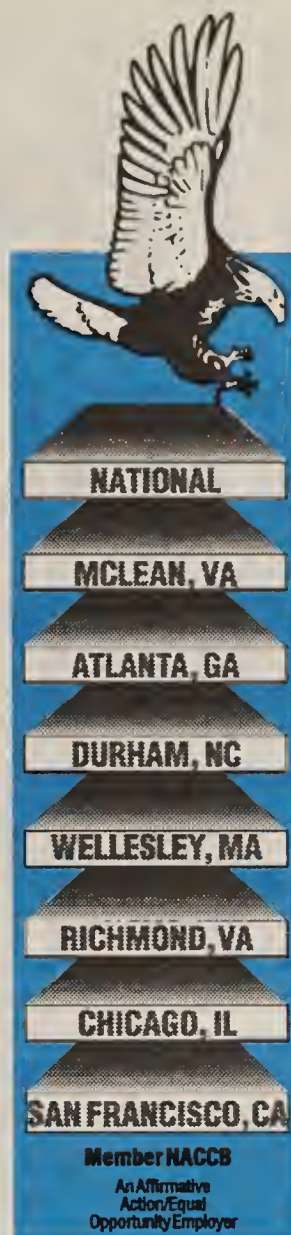 NATIONAL
MCLEAN, VA
ATLANTA, GA
DURHAM, NC
WELLESLEY, MA
RICHMOND, VA
CHICAGO, IL
SAN FRANCISCO, CA
Member NACCB
An Affirmative
Action/Equal
Opportunity Employer